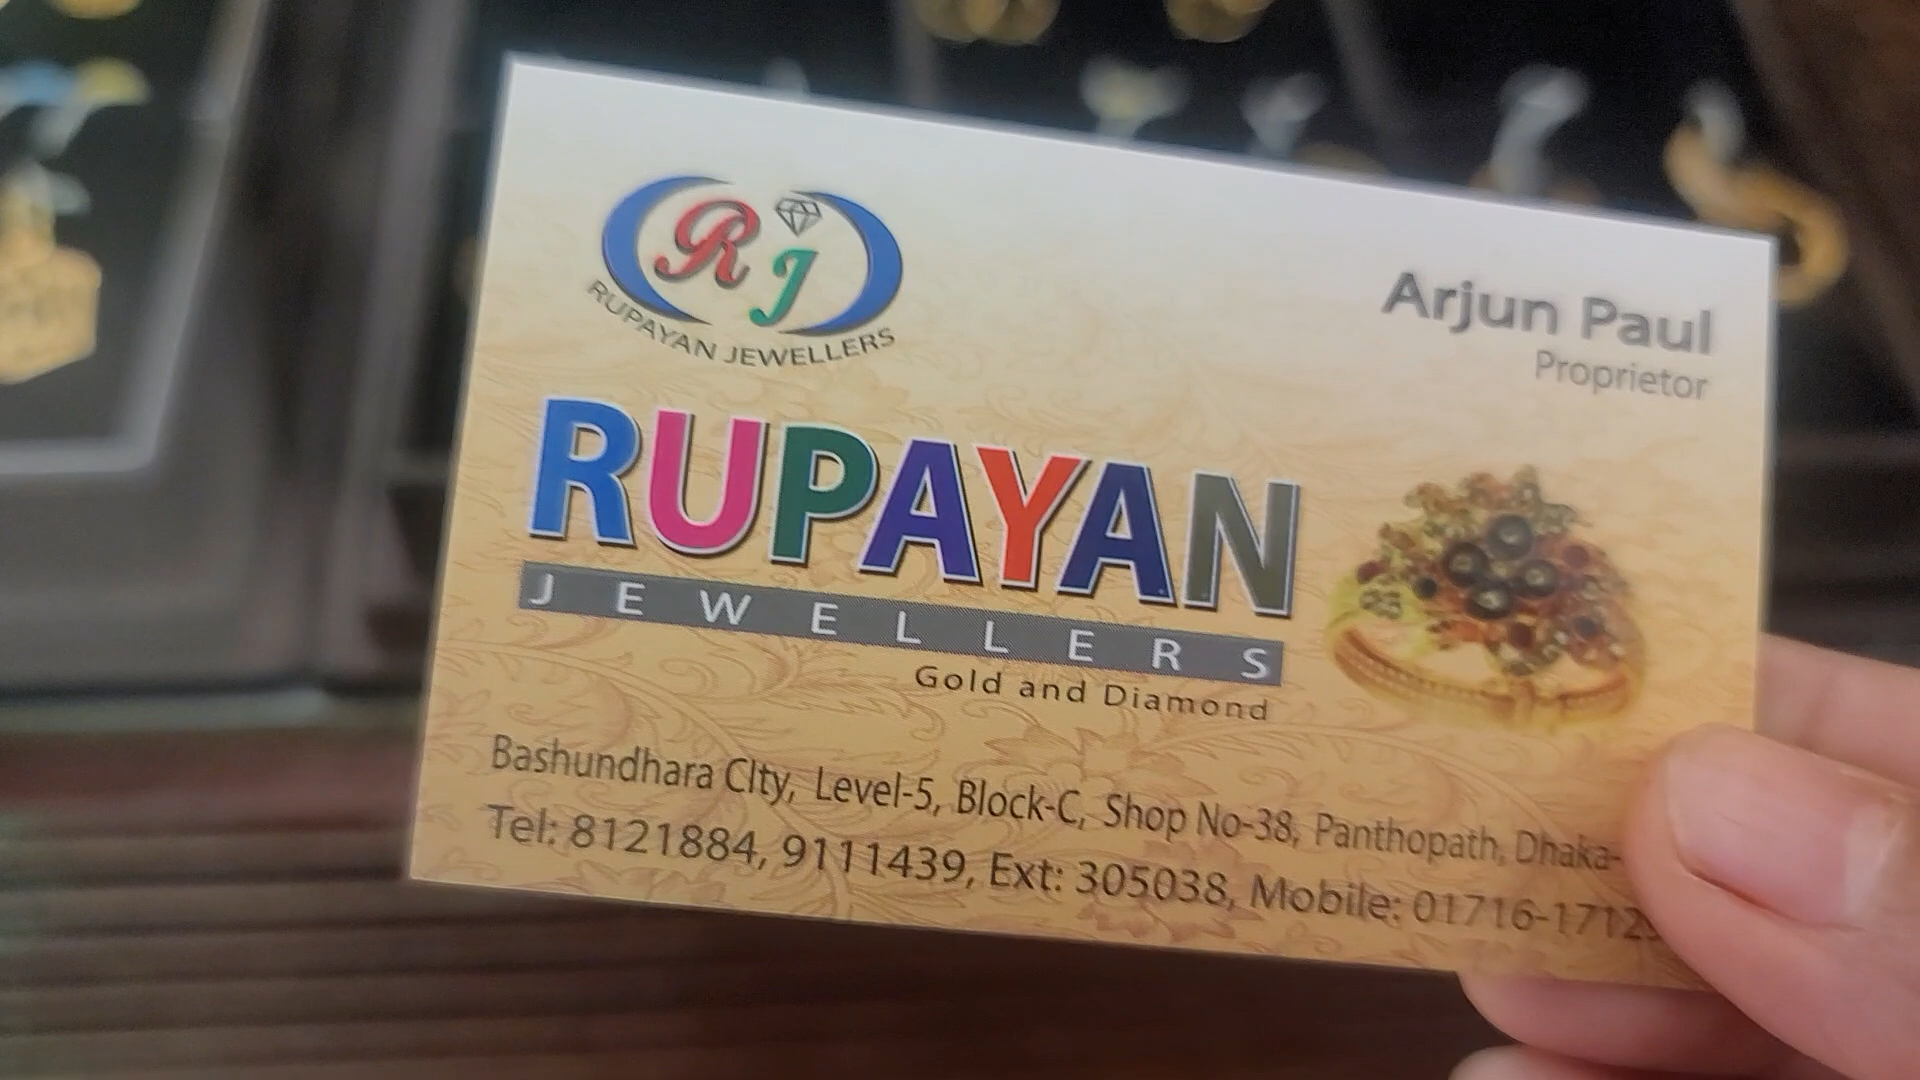 R J
RUPAYAN JEWELLERS
Arjun Paul
Proprietor
RUPAYAN
JEWELLERS
Gold and Diamond
Bashundhara CIty, Level-5, Block-C, Shop No-38, Panthopath, Dhaka-
Tel: 8121884, 9111439, Ext: 305038, Mobile: 01716-1712